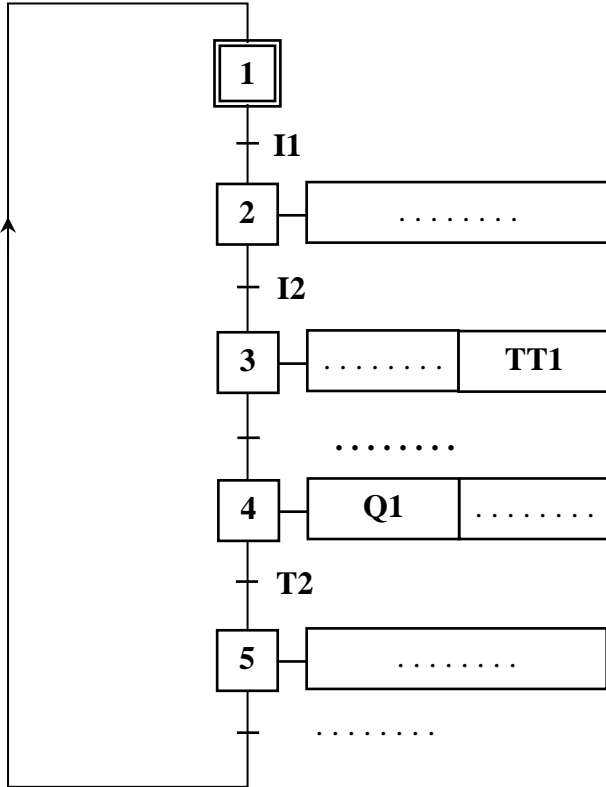 1
I1
2 . . . . . . . .
I2
3 . . . . . . . . TT1
. . . . . . . .
4 Q1 . . . . . . . .
T2
5 . . . . . . . .
. . . . . . . .